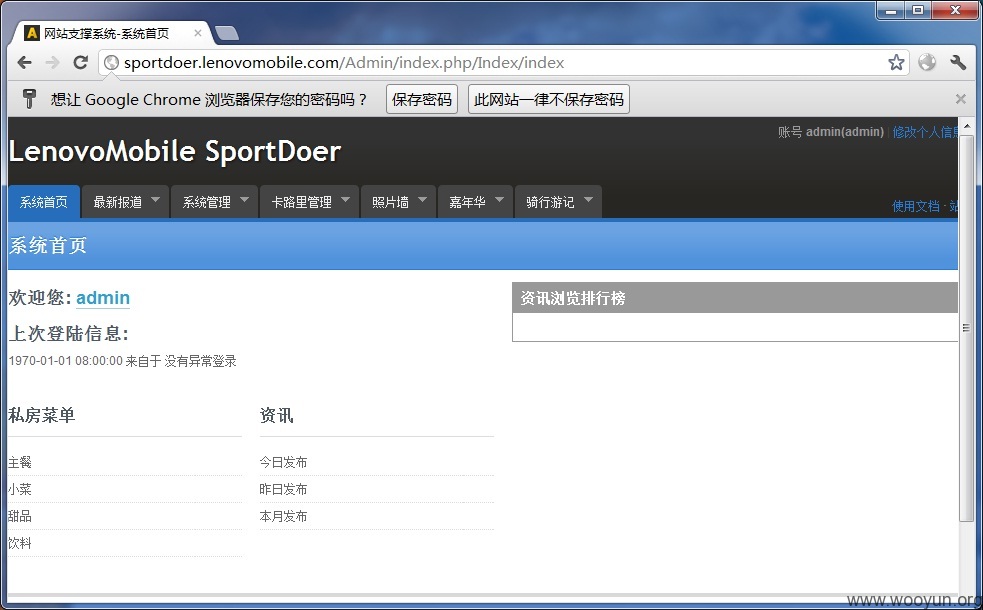 网站支撑系统-系统首页
sportdoer.lenovomobile.com/Admin/index.php/Index/index
想让 Google Chrome 浏览器保存您的密码吗？ 保存密码 此网站一律不保存密码
账号 admin(admin) | 修改个人信息
LenovoMobile SportDoer
系统首页 最新报道 系统管理 卡路里管理 照片墙 嘉年华 骑行游记
使用文档 · 站
系统首页
欢迎您: admin
资讯浏览排行榜
上次登陆信息:
1970-01-01 08:00:00 来自于 没有异常登录
私房菜单 资讯
主餐 今日发布
小菜 昨日发布
甜品 本月发布
饮料
www.wooyun.org